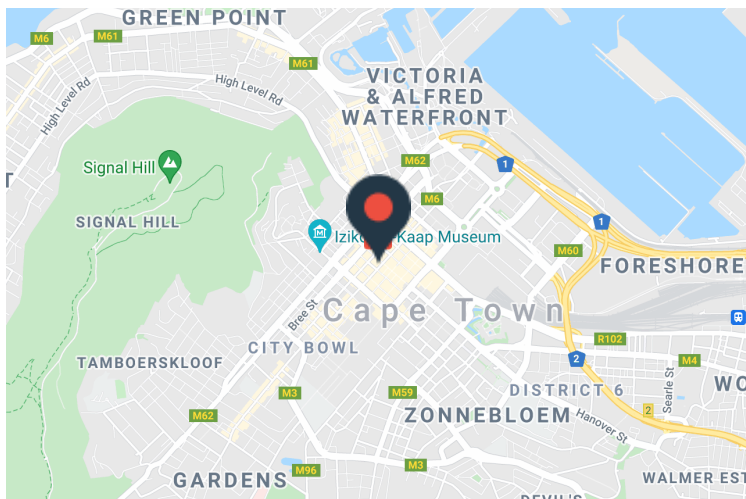 GREEN POINT
M6
M61
M61
High Level Rd
High Level Rd
VICTORIA
& ALFRED
WATERFRONT
Signal Hill
M62
1
T
M6
SIGNAL HILL
1
Iziko Kaap Museum
M60
FORESHORE
Bree St
Cape Town
R102
CITY BOWL
TAMBOERSKLOOF
2
M4
WO
M3
M59
DISTRICT 6
Searle St
M62
ZONNEBLOEM
2
Hanover St
GARDENS
M96
M3
WALMER EST
DEVIL'S